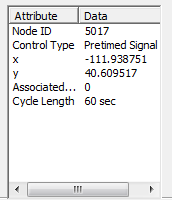 Attribute Data
Node ID 5017
Control Type Pretimed Signal
x -111.938751
y 40.609517
Associated... 0
Cycle Length 60 sec